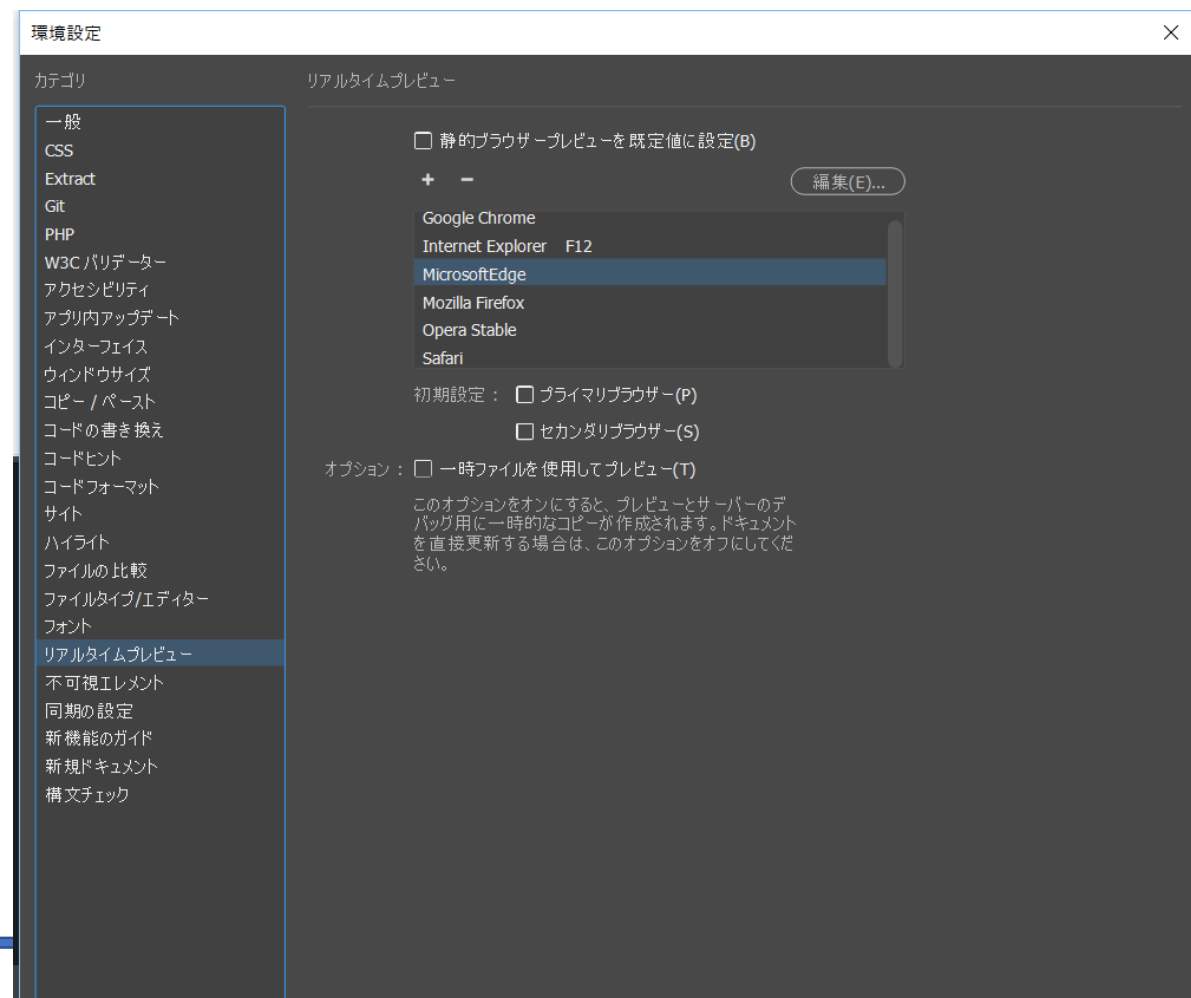 環境設定
カテゴリ
リアルタイムプレビュー
一般
CSS
Extract
Git
PHP
W3C バリデーター
アクセシビリティ
アプリ内アップデート
インターフェイス
ウィンドウサイズ
コピー / ペースト
コードの書き換え
コードヒント
コードフォーマット
サイト
ハイライト
ファイルの比較
ファイルタイプ/エディター
フォント
リアルタイムプレビュー
不可視エレメント
同期の設定
新機能のガイド
新規ドキュメント
構文チェック
静的ブラウザープレビューを既定値に設定(B)
+ −
編集(E)...
Google Chrome
Internet Explorer F12
MicrosoftEdge
Mozilla Firefox
Opera Stable
Safari
初期設定： プライマリブラウザー(P)
セカンダリブラウザー(S)
オプション： 一時ファイルを使用してプレビュー(T)
このオプションをオンにすると、プレビューとサーバーのデ
バッグ用に一時的なコピーが作成されます。ドキュメント
を直接更新する場合は、このオプションをオフにしてくだ
さい。